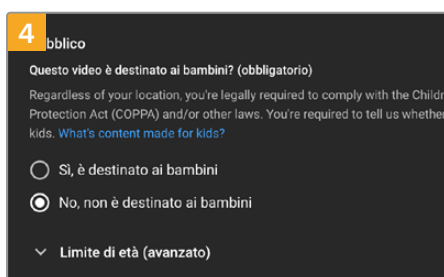 4
bblico
Questo video è destinato ai bambini? (obbligatorio)
Regardless of your location, you're legally required to comply with the Childr
Protection Act (COPPA) and/or other laws. You're required to tell us whether
kids. What's content made for kids?
Sì, è destinato ai bambini
No, non è destinato ai bambini
Limite di età (avanzato)